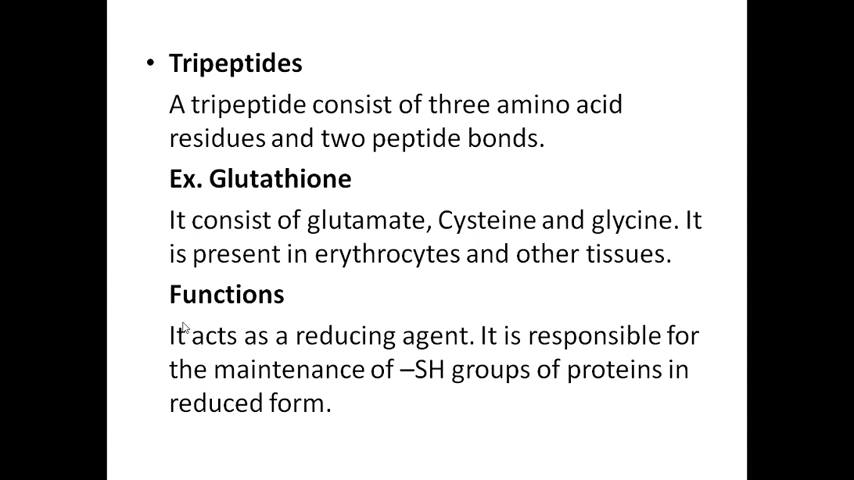 • Tripeptides
A tripeptide consist of three amino acid
residues and two peptide bonds.
Ex. Glutathione
It consist of glutamate, Cysteine and glycine. It
is present in erythrocytes and other tissues.
Functions
It acts as a reducing agent. It is responsible for
the maintenance of –SH groups of proteins in
reduced form.